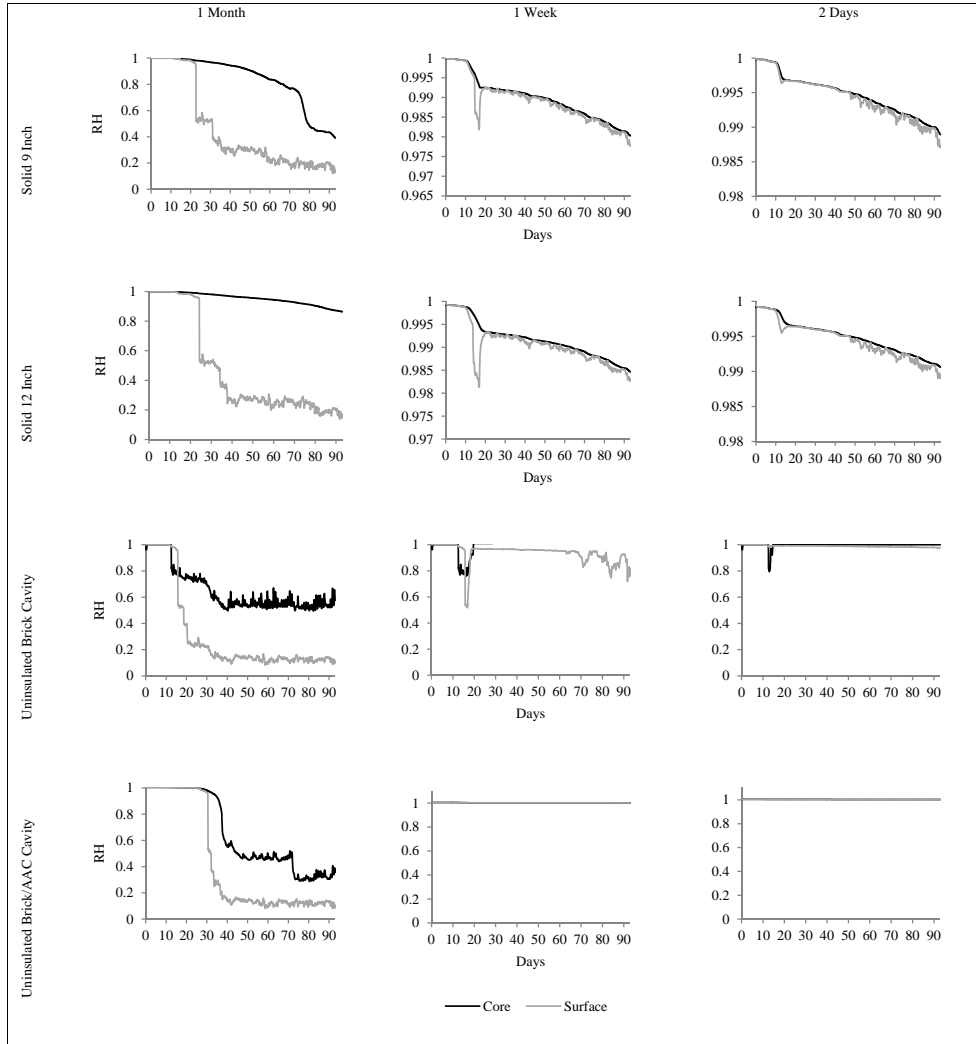 1 Month
1 Week
2 Days
Solid 9 Inch
RH
1
0.8
0.6
0.4
0.2
0
0 10 20 30 40 50 60 70 80 90
1
0.995
0.99
0.985
0.98
0.975
0.97
0.965
0 10 20 30 40 50 60 70 80 90
Days
1
0.995
0.99
0.985
0.98
0 10 20 30 40 50 60 70 80 90
Solid 12 Inch
RH
1
0.8
0.6
0.4
0.2
0
0 10 20 30 40 50 60 70 80 90
1
0.995
0.99
0.985
0.98
0.975
0.97
0 10 20 30 40 50 60 70 80 90
Days
1
0.995
0.99
0.985
0.98
0 10 20 30 40 50 60 70 80 90
Uninsulated Brick Cavity
RH
1
0.8
0.6
0.4
0.2
0
0 10 20 30 40 50 60 70 80 90
1
0.8
0.6
0.4
0.2
0
0 10 20 30 40 50 60 70 80 90
Days
1
0.8
0.6
0.4
0.2
0
0 10 20 30 40 50 60 70 80 90
Uninsulated Brick/AAC Cavity
RH
1
0.8
0.6
0.4
0.2
0
0 10 20 30 40 50 60 70 80 90
1
0.8
0.6
0.4
0.2
0
0 10 20 30 40 50 60 70 80 90
Days
1
0.8
0.6
0.4
0.2
0
0 10 20 30 40 50 60 70 80 90
Core Surface